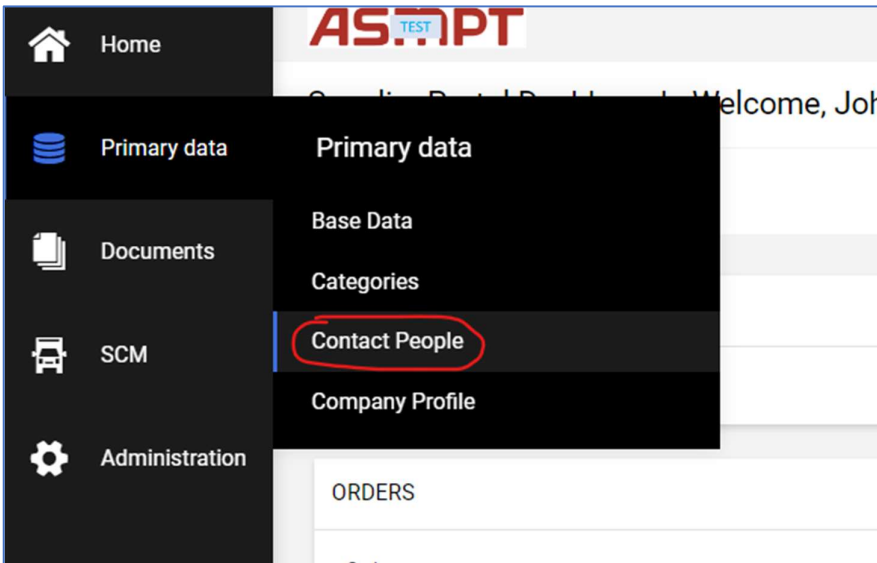 Home
ASMPT
TEST
Welcome, Joh
Primary data
Primary data
Base Data
Documents
Categories
Contact People
SCM
Company Profile
Administration
ORDERS